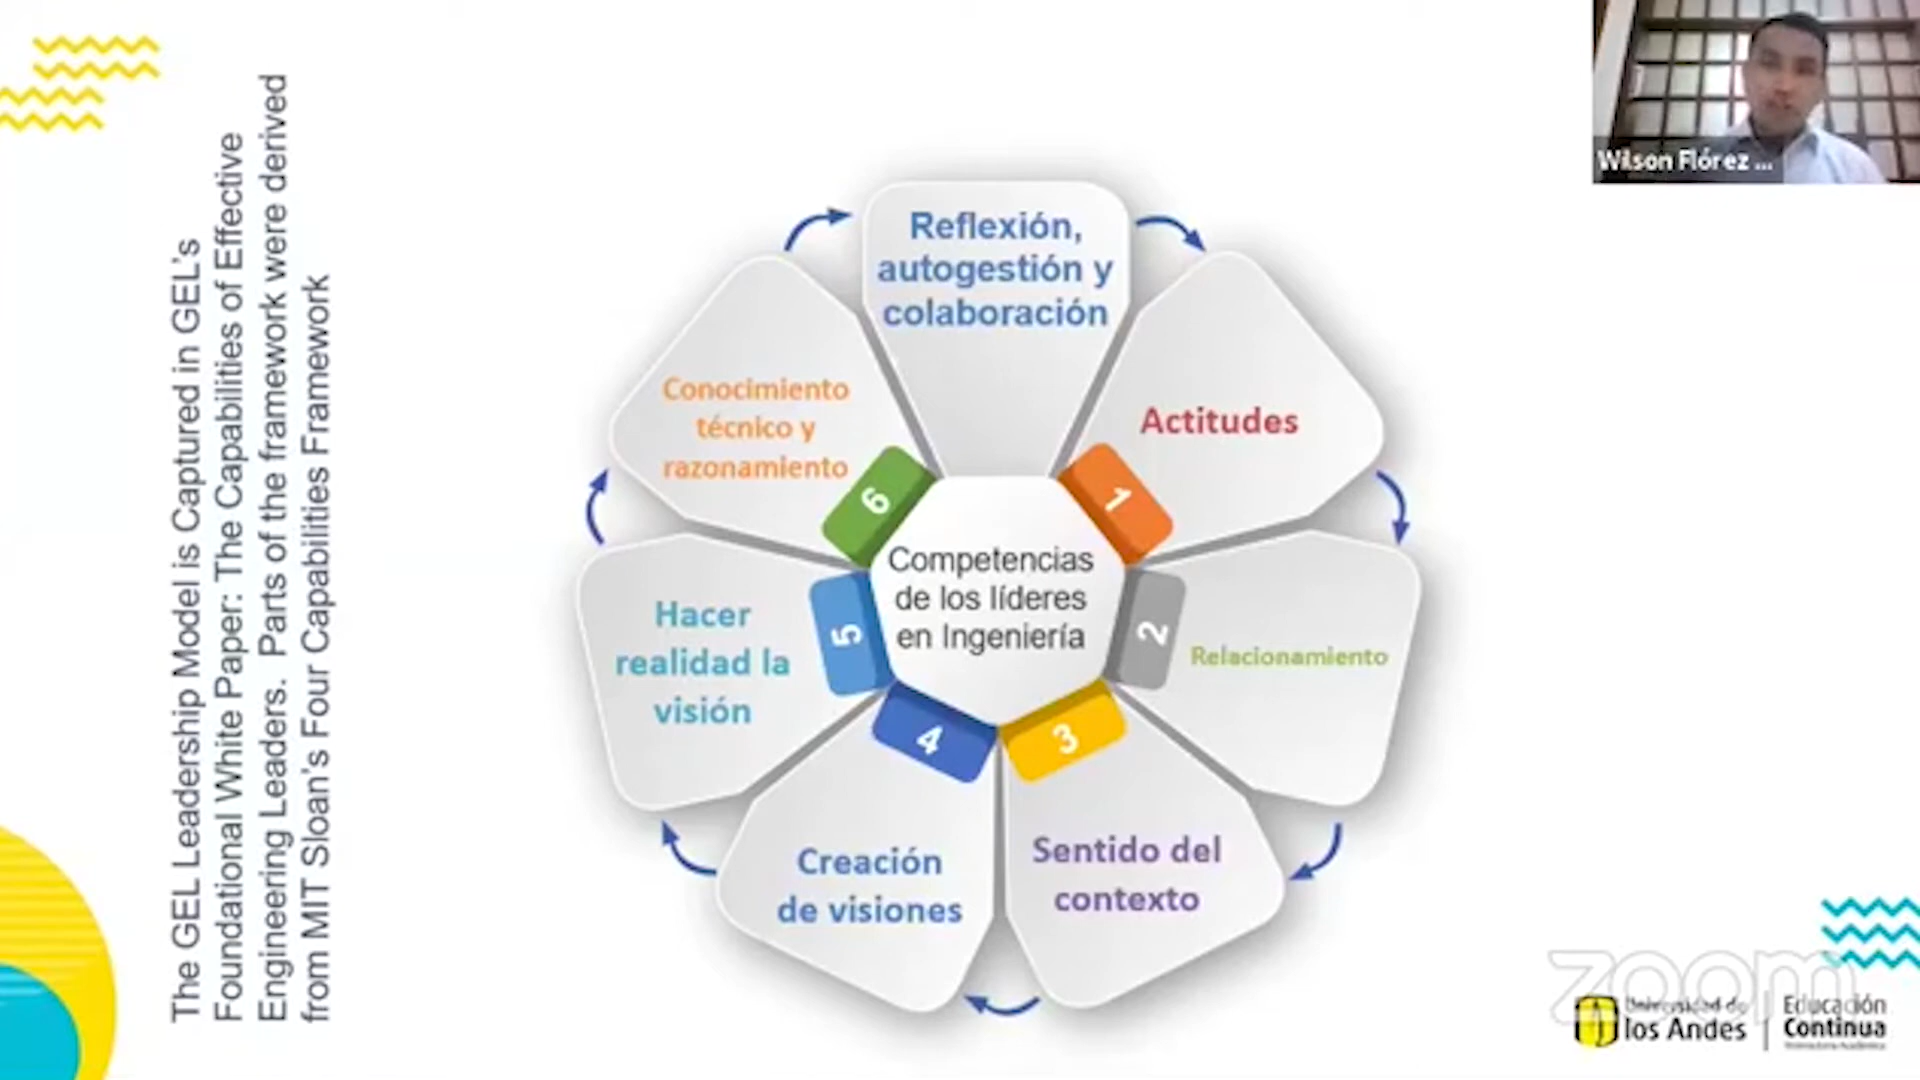 The GEL Leadership Model is Captured in GEL's
Foundational White Paper: The Capabilities of Effective
Engineering Leaders. Parts of the framework were derived
from MIT Sloan's Four Capabilities Framework
Wilson Flórez ...
Reflexión,
autogestión y
colaboración
Actitudes
Relacionamiento
Sentido del
contexto
Creación
de visiones
Hacer
realidad la
visión
Conocimiento
técnico y
razonamiento
1
2
3
4
5
6
Competencias
de los líderes
en Ingeniería
zoom
Universidad de
los Andes
Educación
Continua